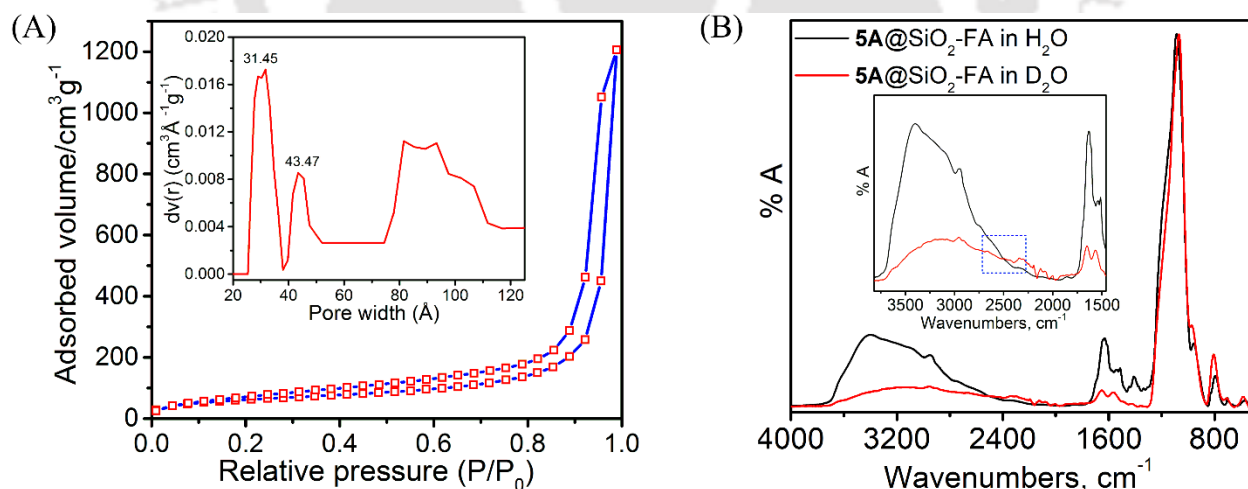 (A)
Adsorbed volume/cm³g⁻¹
1200
1000
800
600
400
200
0
0.0 0.2 0.4 0.6 0.8 1.0
Relative pressure (P/P₀)
dv(r) (cm³Å⁻¹g⁻¹)
0.020
0.016
0.012
0.008
0.004
0.000
31.45
43.47
20 40 60 80 100 120
Pore width (Å)
(B)
% A
5A@SiO₂-FA in H₂O
5A@SiO₂-FA in D₂O
% A
3500 3000 2500 2000 1500
Wavenumbers, cm⁻¹
4000 3200 2400 1600 800
Wavenumbers, cm⁻¹